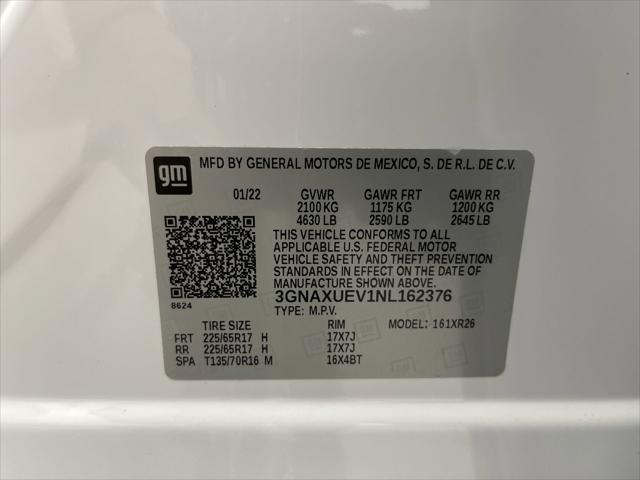 gm MFD BY GENERAL MOTORS DE MEXICO, S. DE R.L. DE C.V.
01/22 GVWR GAWR FRT GAWR RR
2100 KG 1175 KG 1200 KG
4630 LB 2590 LB 2645 LB
THIS VEHICLE CONFORMS TO ALL
APPLICABLE U.S. FEDERAL MOTOR
VEHICLE SAFETY AND THEFT PREVENTION
STANDARDS IN EFFECT ON THE DATE OF
MANUFACTURE SHOWN ABOVE.
3GNAXUEV1NL162376
8624
TYPE: M.P.V.
TIRE SIZE RIM MODEL: 161XR26
FRT 225/65R17 H 17X7J
RR 225/65R17 H 17X7J
SPA T135/70R16 M 16X4BT